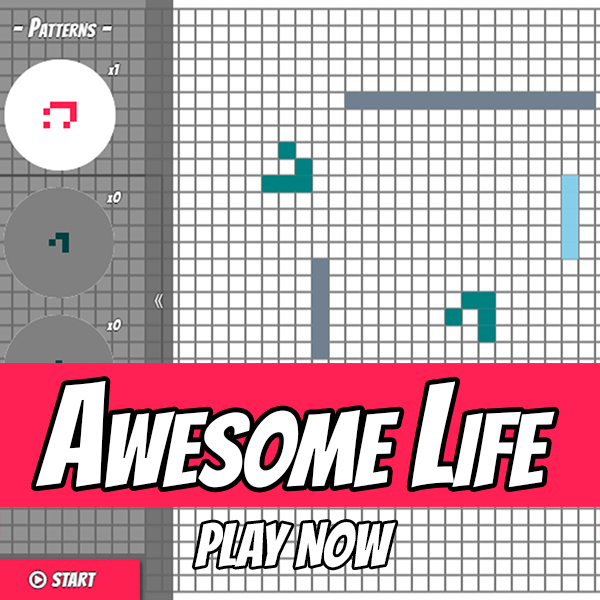 - Patterns -
x1
x0
x0
Awesome Life
PLAY NOW
START